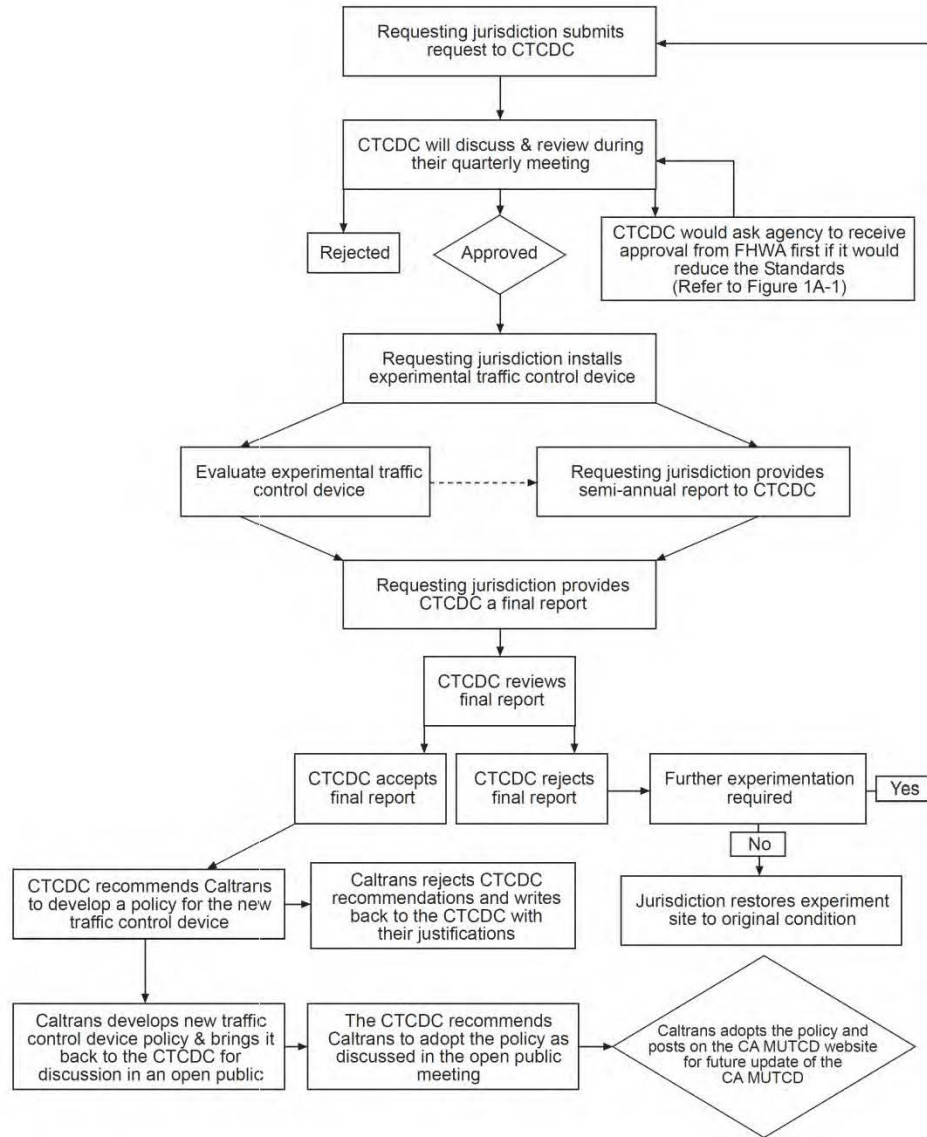 Requesting jurisdiction submits
request to CTCDC
CTCDC will discuss & review during
their quarterly meeting
Rejected
Approved
CTCDC would ask agency to receive
approval from FHWA first if it would
reduce the Standards
(Refer to Figure 1A-1)
Requesting jurisdiction installs
experimental traffic control device
Evaluate experimental traffic
control device
Requesting jurisdiction provides
semi-annual report to CTCDC
Requesting jurisdiction provides
CTCDC a final report
CTCDC reviews
final report
CTCDC accepts
final report
CTCDC rejects
final report
Further experimentation
required
Yes
No
CTCDC recommends Caltrans
to develop a policy for the new
traffic control device
Caltrans rejects CTCDC
recommendations and writes
back to the CTCDC with
their justifications
Jurisdiction restores experiment
site to original condition
Caltrans develops new traffic
control device policy & brings it
back to the CTCDC for
discussion in an open public
The CTCDC recommends
Caltrans to adopt the policy as
discussed in the open public
meeting
Caltrans adopts the policy and
posts on the CA MUTCD website
for future update of the
CA MUTCD